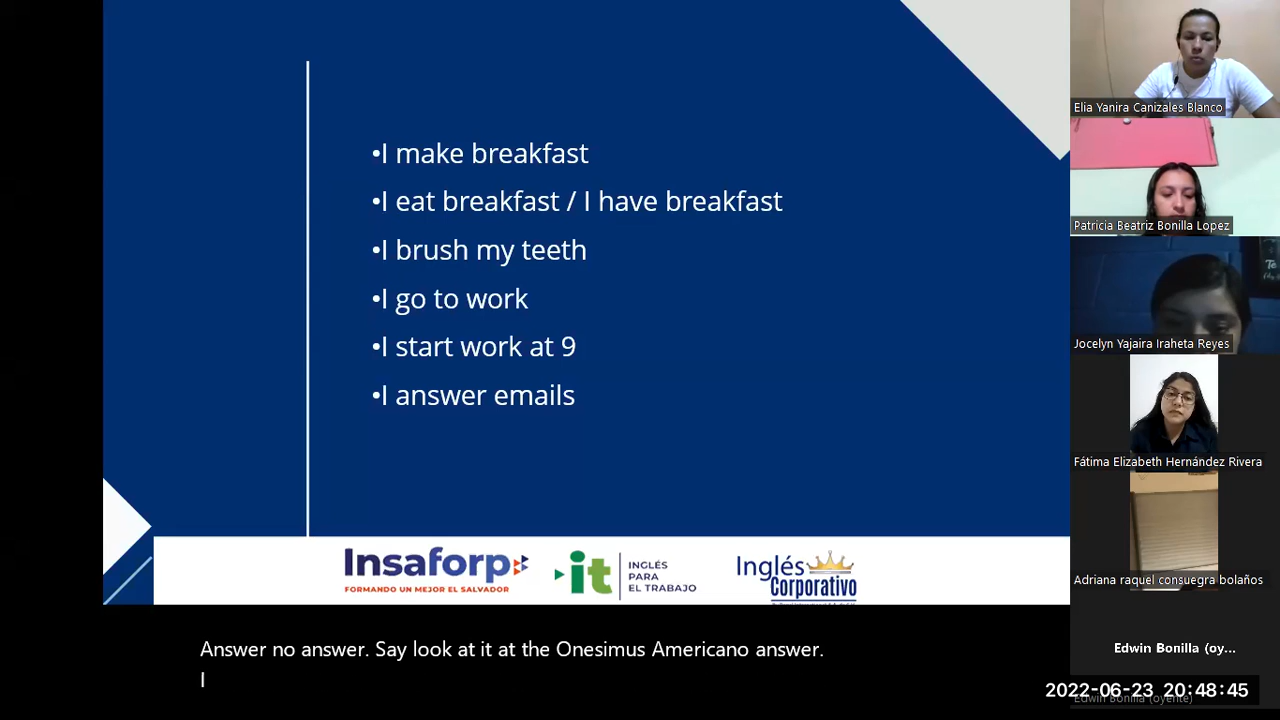 •I make breakfast
•I eat breakfast / I have breakfast
•I brush my teeth
•I go to work
•I start work at 9
•I answer emails
Insaforp
FORMANDO UN MEJOR EL SALVADOR
it
INGLÉS
PARA
EL TRABAJO
Inglés
Corporativo
Answer no answer. Say look at it at the Onesimus Americano answer.
I
Elia Yanira Canizales Blanco
Patricia Beatriz Bonilla Lopez
Jocelyn Yajaira Iraheta Reyes
Fátima Elizabeth Hernández Rivera
Adriana raquel consuegra bolaños
Edwin Bonilla (oy...
2022-06-23 20:48:45
Edwin Bonilla (oyente)